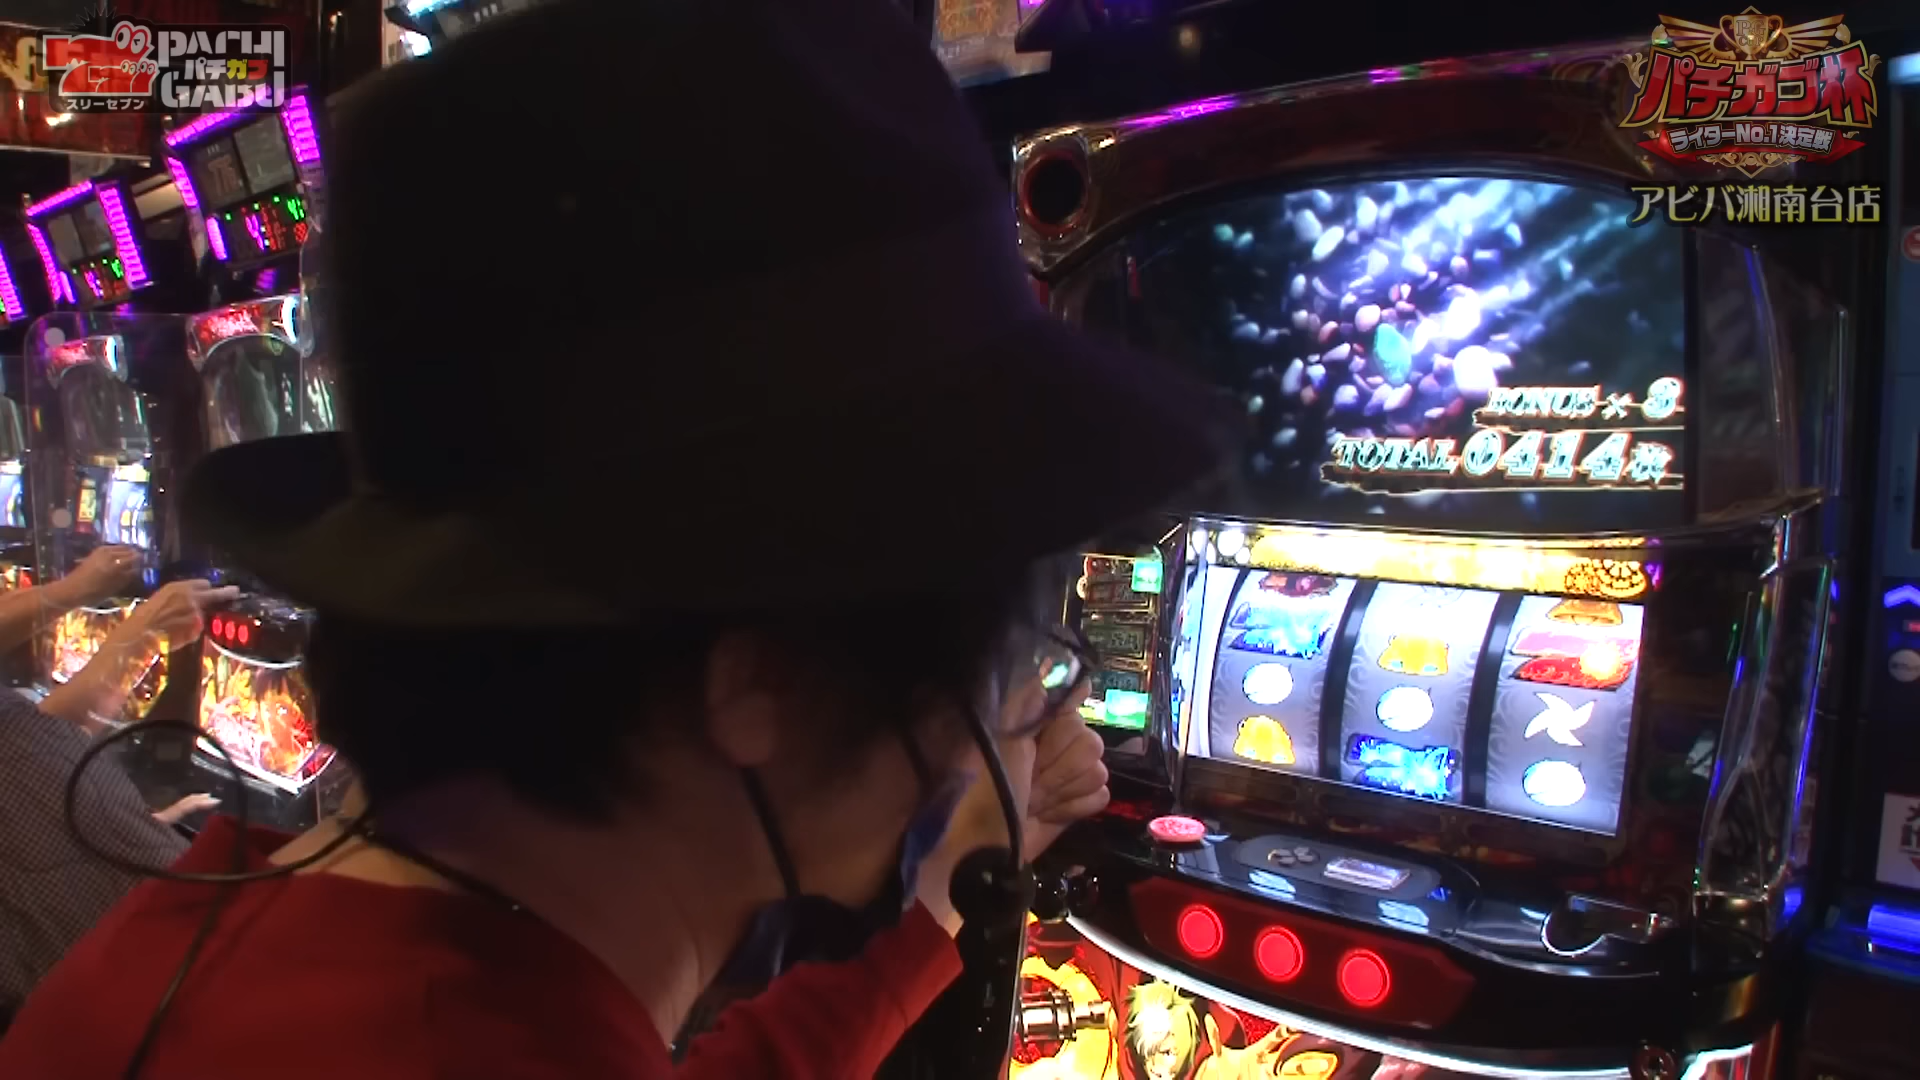 PACHI
パチガブ
GABU
スリーセブン
パチガブ杯
ライターNo.1決定戦
アビバ湘南台店
BONUS × 3
TOTAL 0414枚